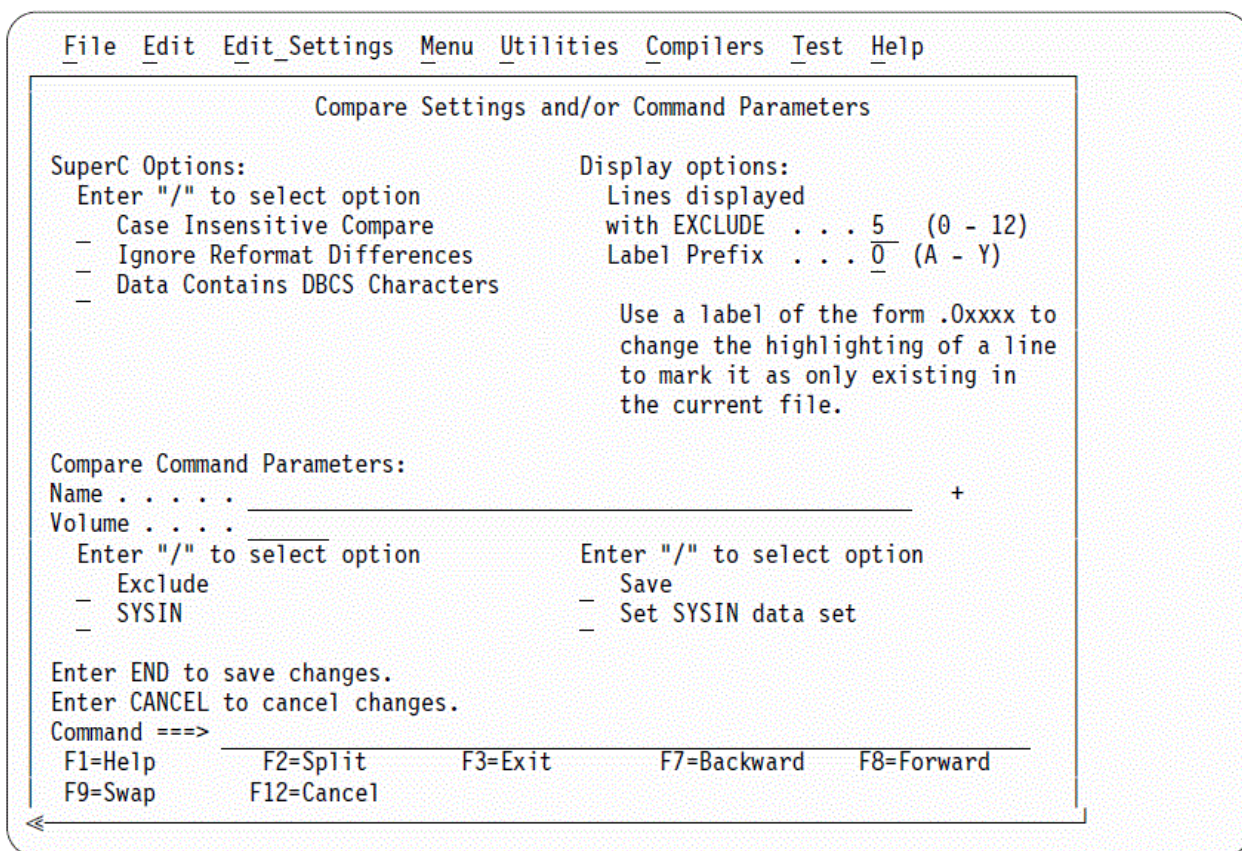 File Edit Edit_Settings Menu Utilities Compilers Test Help
Compare Settings and/or Command Parameters
SuperC Options: Display options:
Enter "/" to select option Lines displayed
_ Case Insensitive Compare with EXCLUDE . . . 5 (0 - 12)
_ Ignore Reformat Differences Label Prefix . . . O (A - Y)
_ Data Contains DBCS Characters
Use a label of the form .Oxxxx to
change the highlighting of a line
to mark it as only existing in
the current file.
Compare Command Parameters:
Name . . . . . +
Volume . . . .
Enter "/" to select option Enter "/" to select option
_ Exclude _ Save
_ SYSIN _ Set SYSIN data set
Enter END to save changes.
Enter CANCEL to cancel changes.
Command ===>
F1=Help F2=Split F3=Exit F7=Backward F8=Forward
F9=Swap F12=Cancel